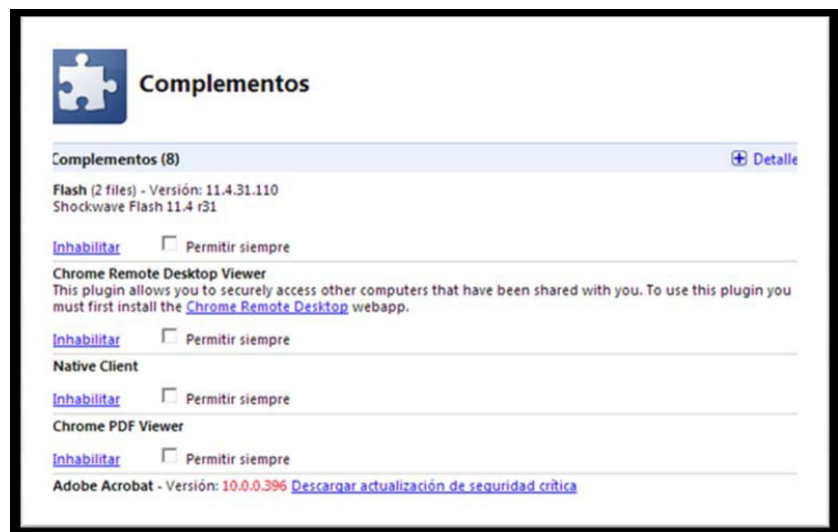 Complementos
Complementos (8)
Detalle
Flash (2 files) - Versión: 11.4.31.110
Shockwave Flash 11.4 r31
Inhabilitar Permitir siempre
Chrome Remote Desktop Viewer
This plugin allows you to securely access other computers that have been shared with you. To use this plugin you
must first install the Chrome Remote Desktop webapp.
Inhabilitar Permitir siempre
Native Client
Inhabilitar Permitir siempre
Chrome PDF Viewer
Inhabilitar Permitir siempre
Adobe Acrobat - Versión: 10.0.0.396 Descargar actualización de seguridad crítica